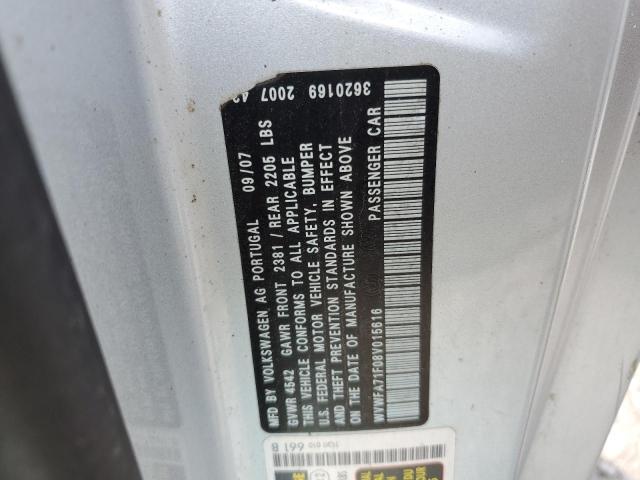 MFD BY VOLKSWAGEN AG PORTUGAL
09/07
GVWR 4542 GAWR FRONT 2381 / REAR 2205 LBS
THIS VEHICLE CONFORMS TO ALL APPLICABLE
U.S. FEDERAL MOTOR VEHICLE SAFETY, BUMPER
AND THEFT PREVENTION STANDARDS IN EFFECT
ON THE DATE OF MANUFACTURE SHOWN ABOVE
WVWFA71F08V015616 PASSENGER CAR
2007 42
3620169
661 B